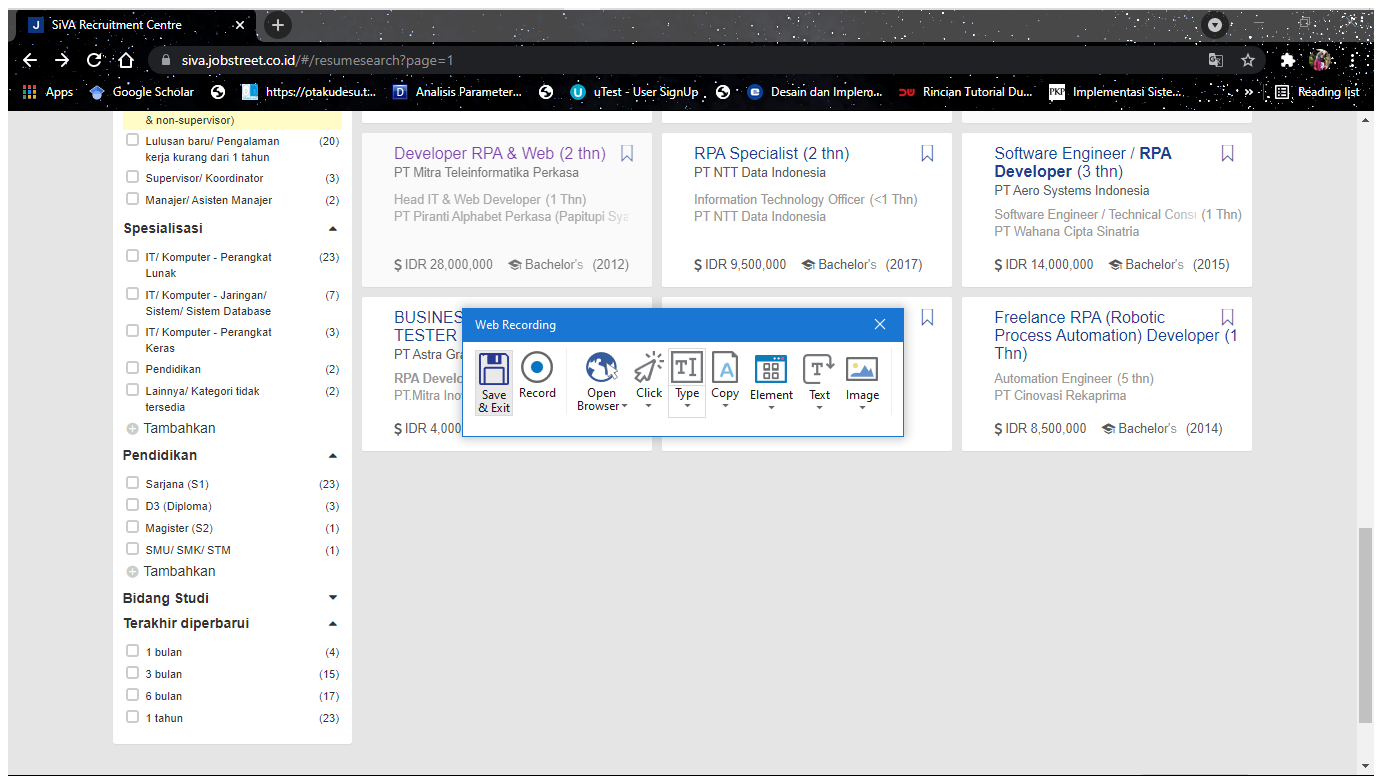 SiVA Recruitment Centre
siva.jobstreet.co.id/#/resumesearch?page=1
Apps
Google Scholar
https://otakudesu.t:...
Analisis Parameter...
uTest - User SignUp
Desain dan Implem...
Rincian Tutorial Du...
PKP
Implementasi Siste...
»
Reading list
& non-supervisor)
Lulusan baru/ Pengalaman (20)
kerja kurang dari 1 tahun
Supervisor/ Koordinator (3)
Manajer/ Asisten Manajer (2)
Spesialisasi
IT/ Komputer - Perangkat (23)
Lunak
IT/ Komputer - Jaringan/ (7)
Sistem/ Sistem Database
IT/ Komputer - Perangkat (3)
Keras
Pendidikan (2)
Lainnya/ Kategori tidak (2)
tersedia
Tambahkan
Pendidikan
Sarjana (S1) (23)
D3 (Diploma) (3)
Magister (S2) (1)
SMU/ SMK/ STM (1)
Tambahkan
Bidang Studi
Terakhir diperbarui
1 bulan (4)
3 bulan (15)
6 bulan (17)
1 tahun (23)
Developer RPA & Web (2 thn)
PT Mitra Teleinformatika Perkasa
Head IT & Web Developer (1 Thn)
PT Piranti Alphabet Perkasa (Papitupi Sya
$ IDR 28,000,000 Bachelor's (2012)
RPA Specialist (2 thn)
PT NTT Data Indonesia
Information Technology Officer (<1 Thn)
PT NTT Data Indonesia
$ IDR 9,500,000 Bachelor's (2017)
Software Engineer / RPA
Developer (3 thn)
PT Aero Systems Indonesia
Software Engineer / Technical Consu (1 Thn)
PT Wahana Cipta Sinatria
$ IDR 14,000,000 Bachelor's (2015)
BUSINES
TESTER
PT Astra Gra
RPA Develo
PT.Mitra Ino
$ IDR 4,000
Web Recording
Save
& Exit
Record
Open
Browser
Click
Type
Copy
Element
Text
Image
Freelance RPA (Robotic
Process Automation) Developer (1
Thn)
Automation Engineer (5 thn)
PT Cinovasi Rekaprima
$ IDR 8,500,000 Bachelor's (2014)